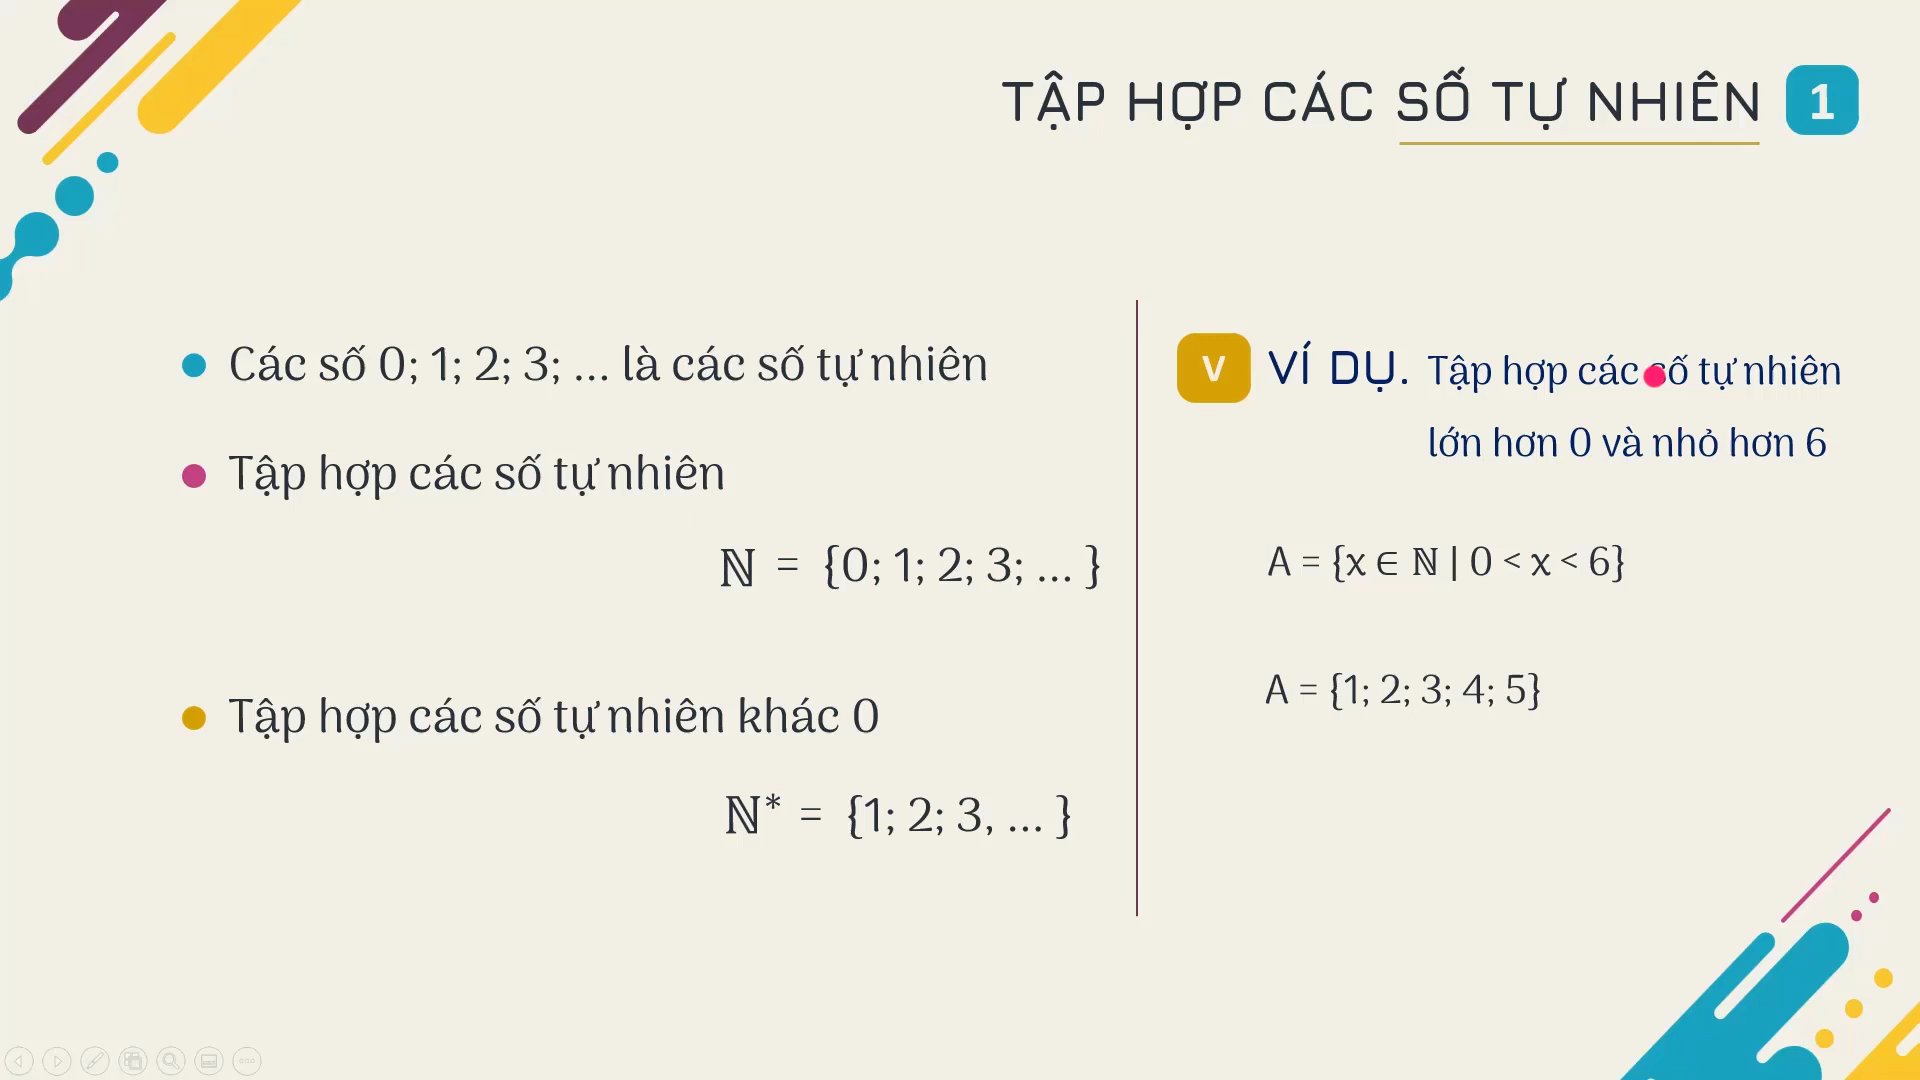 TẬP HỢP CÁC SỐ TỰ NHIÊN 1
Các số 0; 1; 2; 3; ... là các số tự nhiên
Tập hợp các số tự nhiên
ℕ = {0; 1; 2; 3; ... }
Tập hợp các số tự nhiên khác 0
ℕ* = {1; 2; 3, ... }
V VÍ DỤ. Tập hợp các số tự nhiên
lớn hơn 0 và nhỏ hơn 6
A = {x ∈ ℕ | 0 < x < 6}
A = {1; 2; 3; 4; 5}